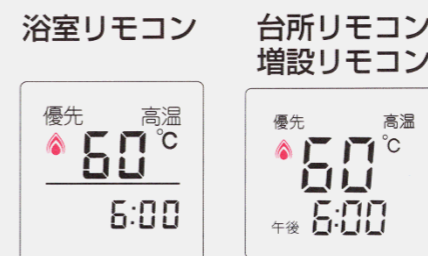 浴室リモコン
台所リモコン
増設リモコン
優先 高温
60℃
6:00
優先 高温
60℃
午後 6:00